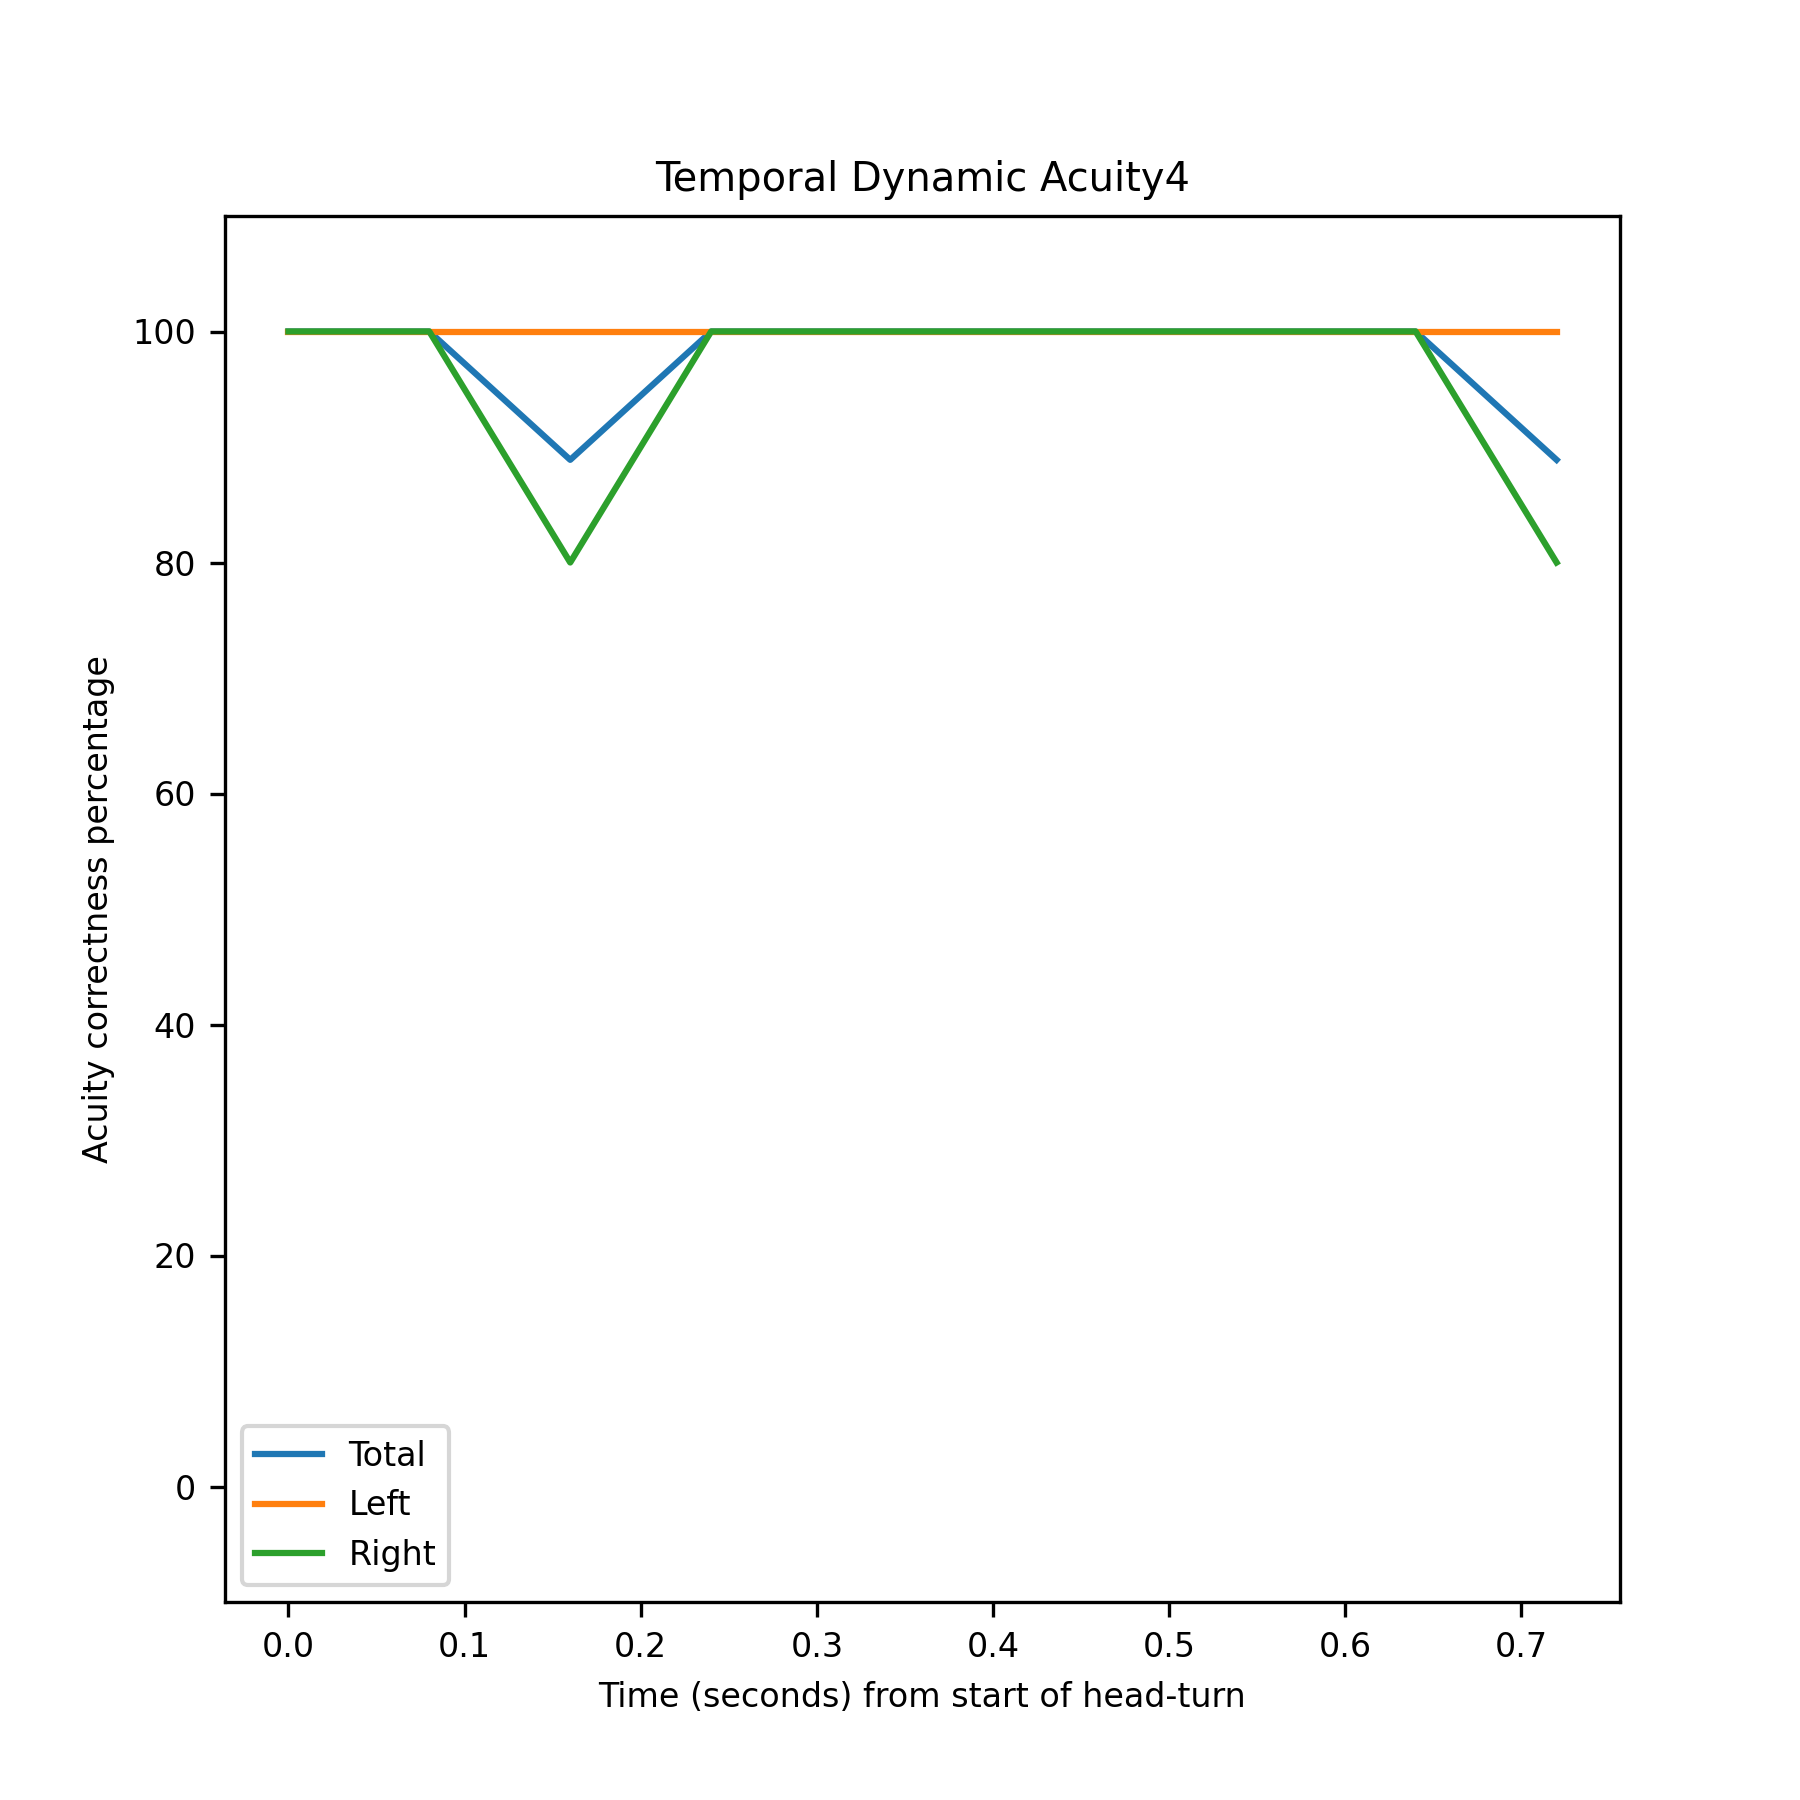 Temporal Dynamic Acuity4
Acuity correctness percentage
100
80
60
40
20
0
Total
Left
Right
0.0 0.1 0.2 0.3 0.4 0.5 0.6 0.7
Time (seconds) from start of head-turn